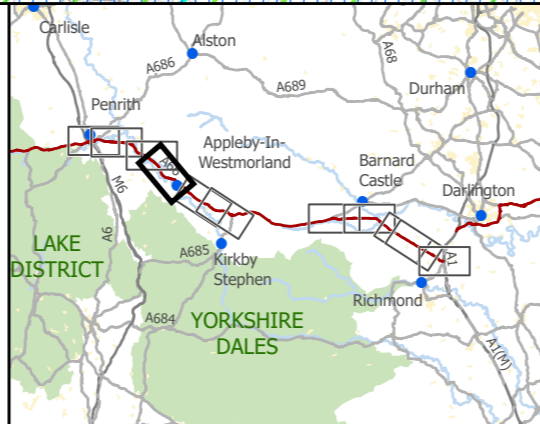 Carlisle
Alston
A68
A686
A689
Durham
Penrith
Appleby-In-
Westmorland
A66
Barnard
Castle
Darlington
M6
A6
LAKE
DISTRICT
A685
Kirkby
Stephen
A1
Richmond
A684
YORKSHIRE
DALES
A1(M)